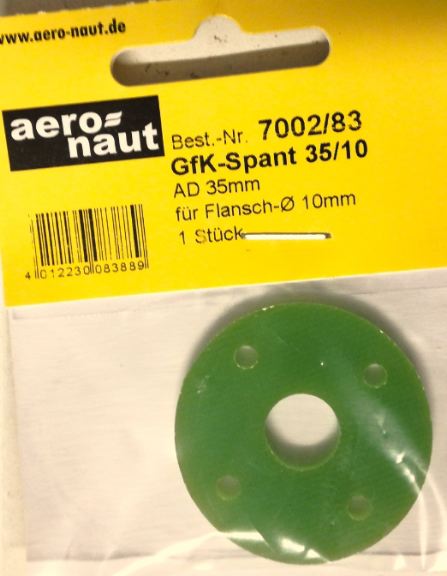 www.aero-naut.de
aero-
naut
Best.-Nr. 7002/83
GfK-Spant 35/10
AD 35mm
für Flansch-Ø 10mm
1 Stück
4 012230 083889